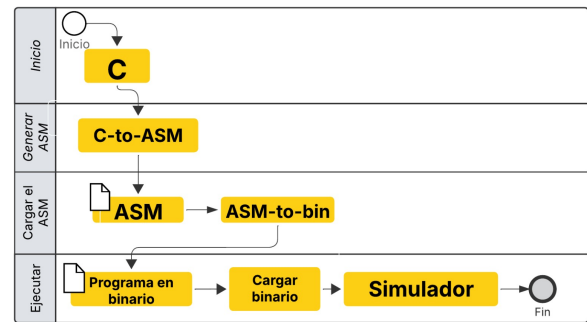 Inicio
Inicio
C
Generar
ASM
C-to-ASM
Cargar el
ASM
ASM
ASM-to-bin
Ejecutar
Programa en
binario
Cargar
binario
Simulador
Fin